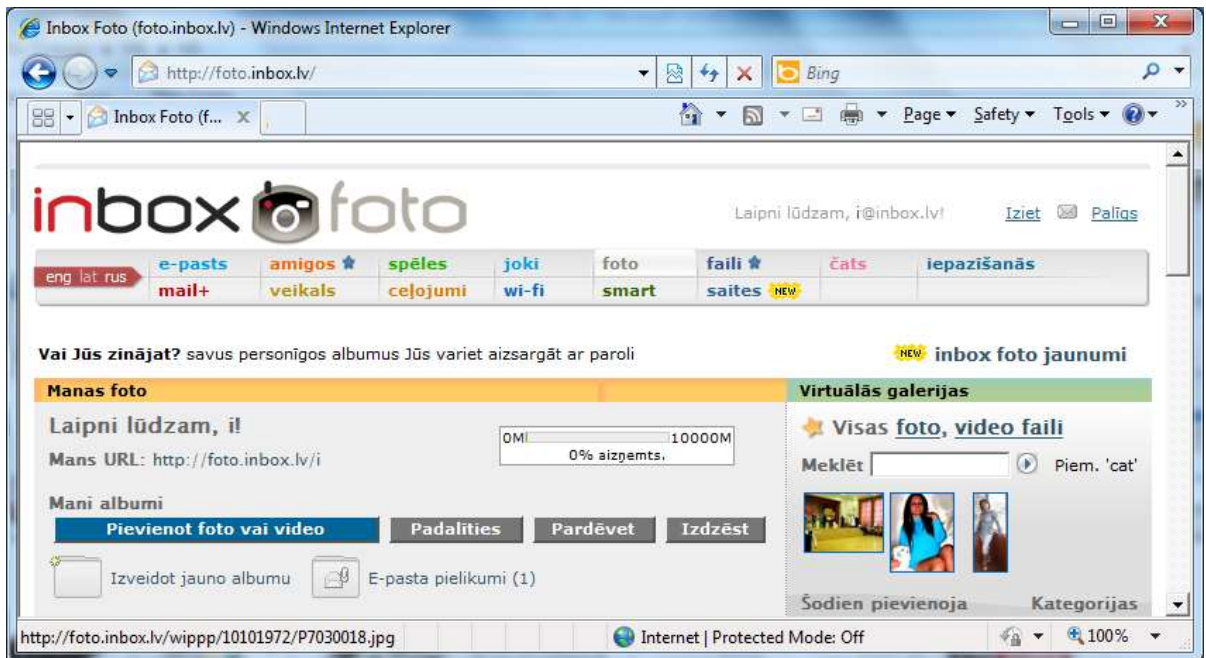 Inbox Foto (foto.inbox.lv) - Windows Internet Explorer
http://foto.inbox.lv/
Bing
Inbox Foto (f...
Page Safety Tools
inbox foto
Laipni lūdzam, i@inbox.lv! Iziet Palīgs
eng lat rus
e-pasts amigos spēles joki foto faili čats iepazīšanās
mail+ veikals ceļojumi wi-fi smart saites NEW
Vai Jūs zinājat? savus personīgos albumus Jūs variet aizsargāt ar paroli
NEW inbox foto jaunumi
Manas foto
Laipni lūdzam, i!
0M 10000M
0% aizņemts.
Mans URL: http://foto.inbox.lv/i
Mani albumi
Pievienot foto vai video Padalīties Pardēvet Izdzēst
Izveidot jauno albumu E-pasta pielikumi (1)
Virtuālās galerijas
Visas foto, video faili
Meklēt Piem. 'cat'
Šodien pievienoja Kategorijas
http://foto.inbox.lv/wippp/10101972/P7030018.jpg
Internet | Protected Mode: Off
100%